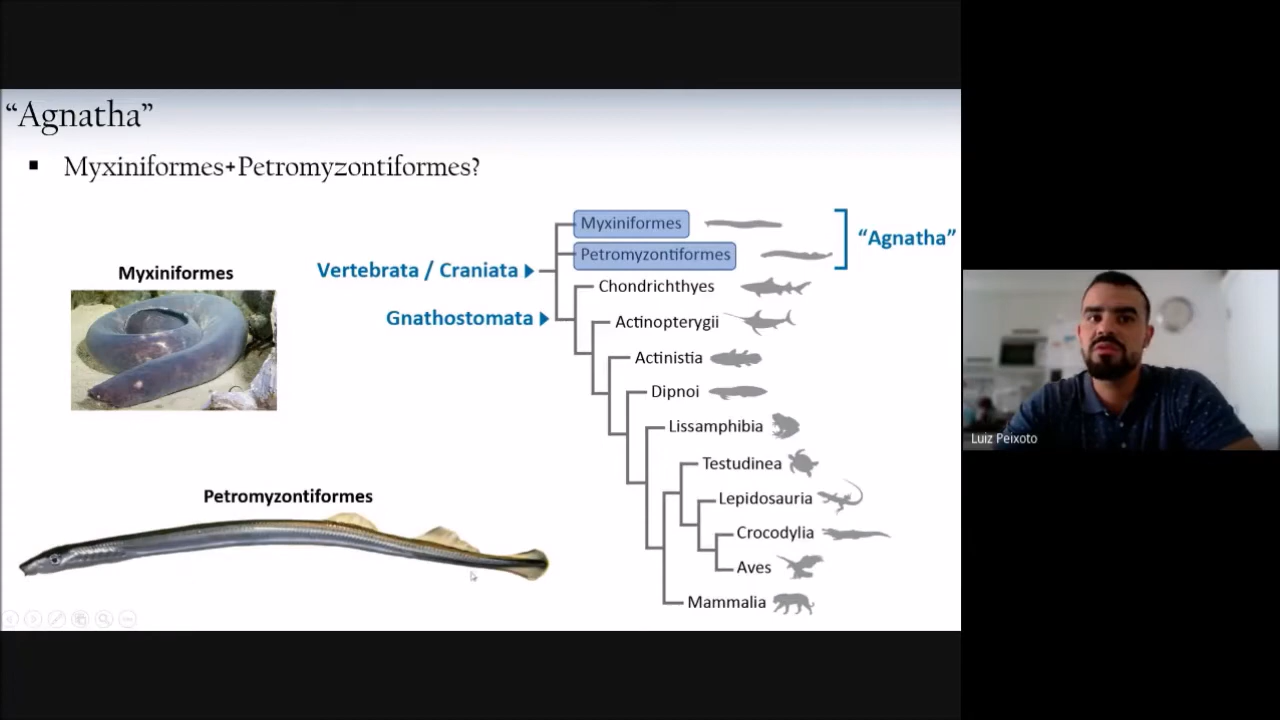 “Agnatha”
▪ Myxiniformes+Petromyzontiformes?
Myxiniformes
Petromyzontiformes
Vertebrata / Craniata
Gnathostomata
Myxiniformes
Petromyzontiformes
“Agnatha”
Chondrichthyes
Actinopterygii
Actinistia
Dipnoi
Lissamphibia
Testudinea
Lepidosauria
Crocodylia
Aves
Mammalia
Luiz Peixoto